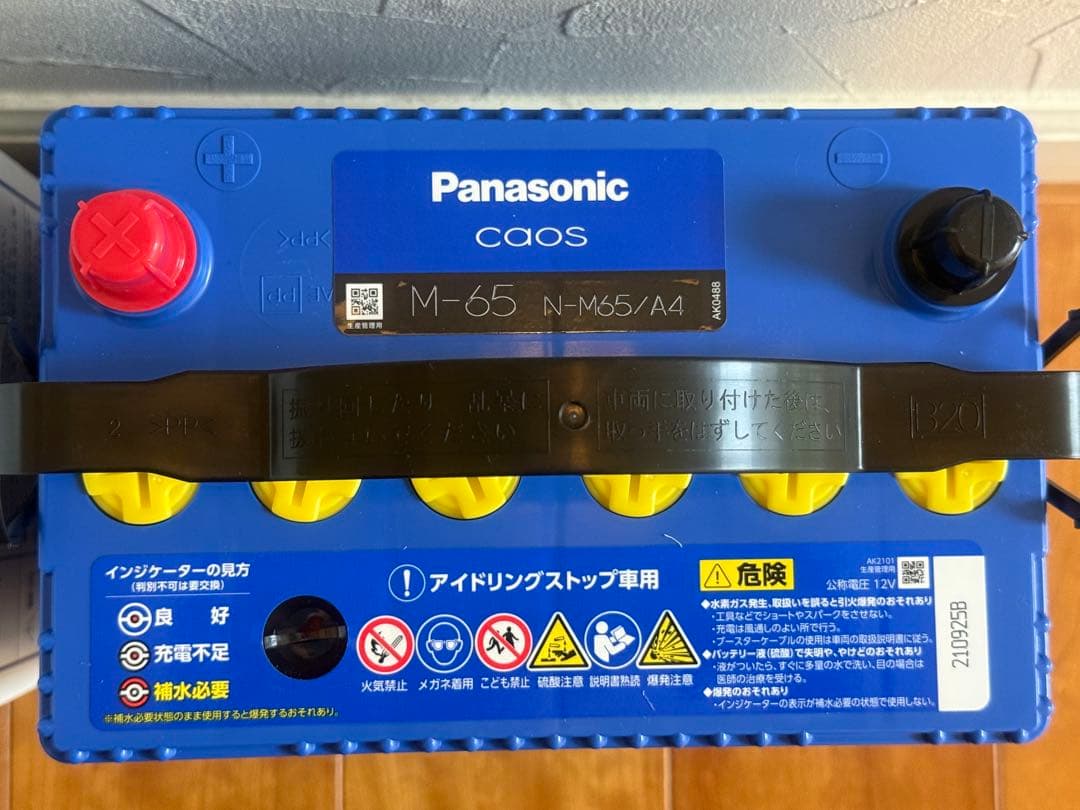 Panasonic
caos
>PP<
PP
M-65 N-M65/A4
生産管理用
AK0488
2 >PP<
車両に取り付けた後は、
取っ手をはずしてください
B20
インジケーターの見方
(判別不可は要交換)
良 好
充電不足
補水必要
※補水必要状態のまま使用すると爆発するおそれあり。
! アイドリングストップ車用
火気禁止 メガネ着用 こども禁止 硫酸注意 説明書熟読 爆発注意
危険
AK2101
生産管理用
公称電圧 12V
◆水素ガス発生、取扱いを誤ると引火爆発のおそれあり
・工具などでショートやスパークをさせない。
・充電は風通しのよい所で行う。
・ブースターケーブルの使用は車両の取扱説明書に従う。
◆バッテリー液(硫酸)で失明や、やけどのおそれあり
・液がついたら、すぐに多量の水で洗い、目の場合は
医師の治療を受ける。
◆爆発のおそれあり
・インジケーターの表示が補水必要の状態で使用しない。
210925B